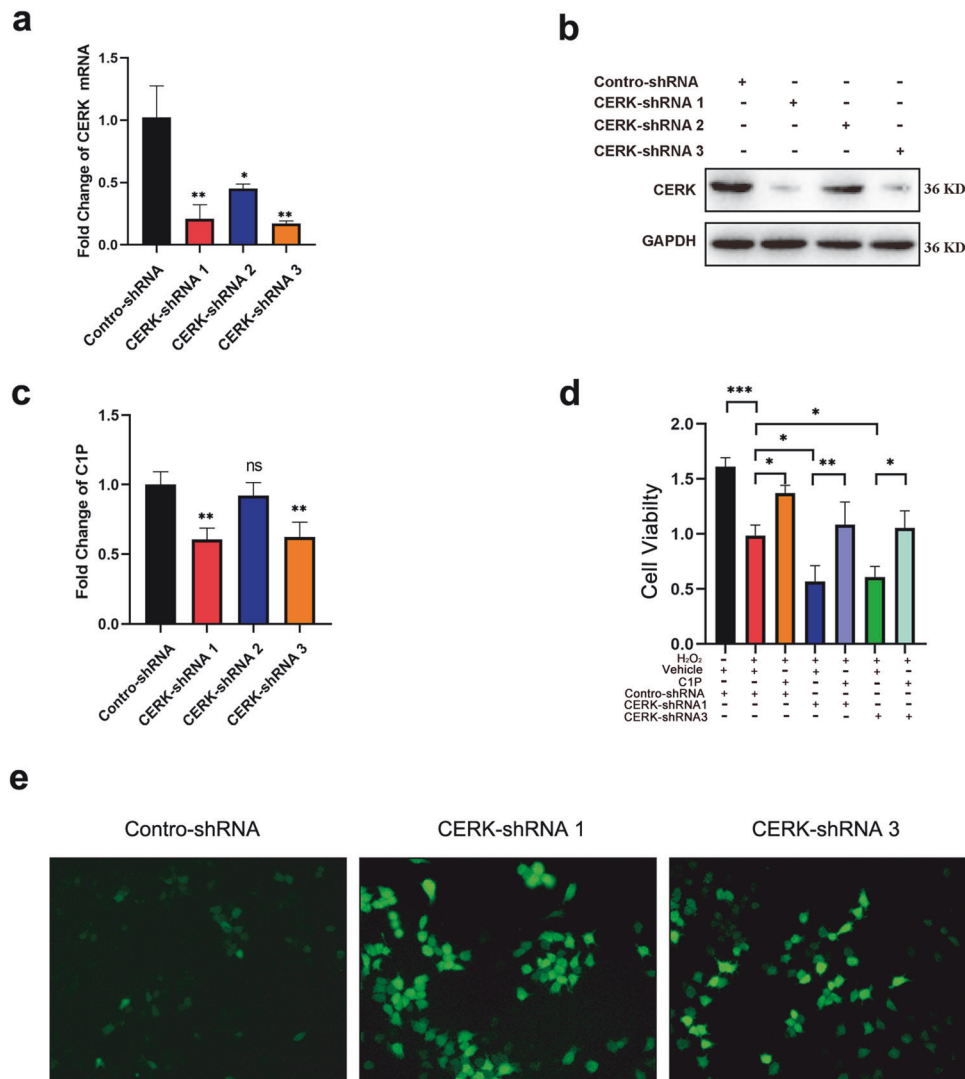 a
Fold Change of CERK mRNA
1.5
1.0
0.5
0.0
**
*
**
Contro-shRNA
CERK-shRNA 1
CERK-shRNA 2
CERK-shRNA 3
b
Contro-shRNA + - - -
CERK-shRNA 1 - + - -
CERK-shRNA 2 - - + -
CERK-shRNA 3 - - - +
CERK 36 KD
GAPDH 36 KD
c
Fold Change of C1P
1.5
1.0
0.5
0.0
**
ns
**
Contro-shRNA
CERK-shRNA 1
CERK-shRNA 2
CERK-shRNA 3
d
Cell Viabilty
2.0
1.5
1.0
0.5
0.0
***
*
*
*
**
*
H₂O₂ - + + + + + +
Vehicle + + - + - + -
C1P - - + - + - +
Contro-shRNA + + + - - - -
CERK-shRNA1 - - - + + - -
CERK-shRNA3 - - - - - + +
e
Contro-shRNA
CERK-shRNA 1
CERK-shRNA 3